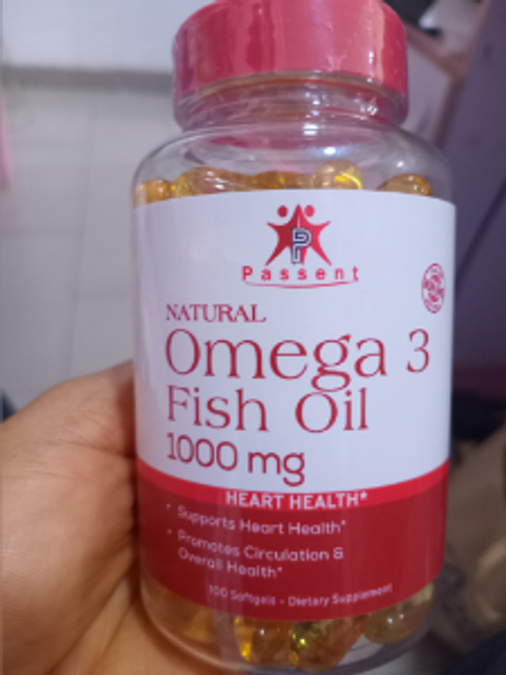 P
Passent
NATURAL
Omega 3
Fish Oil
1000 mg
HEART HEALTH*
• Supports Heart Health*
• Promotes Circulation &
Overall Health*
100 Softgels - Dietary Supplement